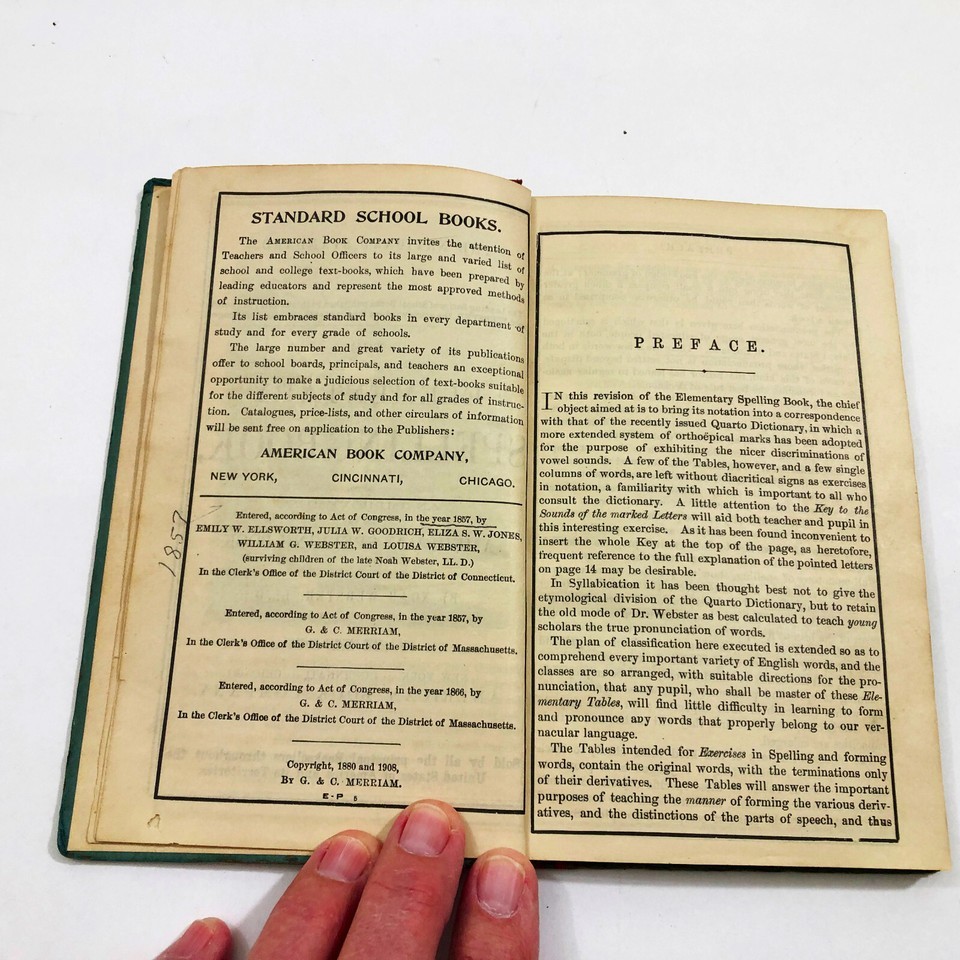 STANDARD SCHOOL BOOKS.
The AMERICAN BOOK COMPANY invites the attention of
Teachers and School Officers to its large and varied list of
school and college text-books, which have been prepared by
leading educators and represent the most approved methods
of instruction.
Its list embraces standard books in every department of
study and for every grade of schools.
The large number and great variety of its publications
offer to school boards, principals, and teachers an exceptional
opportunity to make a judicious selection of text-books suitable
for the different subjects of study and for all grades of instruc-
tion. Catalogues, price-lists, and other circulars of information
will be sent free on application to the Publishers:
AMERICAN BOOK COMPANY,
NEW YORK, CINCINNATI, CHICAGO.
Entered, according to Act of Congress, in the year 1857, by
EMILY W. ELLSWORTH, JULIA W. GOODRICH, ELIZA S. W. JONES,
WILLIAM G. WEBSTER, and LOUISA WEBSTER,
(surviving children of the late Noah Webster, LL. D.)
In the Clerk's Office of the District Court of the District of Connecticut.
Entered, according to Act of Congress, in the year 1857, by
G. & C. MERRIAM,
In the Clerk's Office of the District Court of the District of Massachusetts.
Entered, according to Act of Congress, in the year 1866, by
G. & C. MERRIAM,
In the Clerk's Office of the District Court of the District of Massachusetts.
Copyright, 1880 and 1908,
BY G. & C. MERRIAM.
E-P 5
1857
PREFACE.
IN this revision of the Elementary Spelling Book, the chief
object aimed at is to bring its notation into a correspondence
with that of the recently issued Quarto Dictionary, in which a
more extended system of orthoëpical marks has been adopted
for the purpose of exhibiting the nicer discriminations of
vowel sounds. A few of the Tables, however, and a few single
columns of words, are left without diacritical signs as exercises
in notation, a familiarity with which is important to all who
consult the dictionary. A little attention to the Key to the
Sounds of the marked Letters will aid both teacher and pupil in
this interesting exercise. As it has been found inconvenient to
insert the whole Key at the top of the page, as heretofore,
frequent reference to the full explanation of the pointed letters
on page 14 may be desirable.
In Syllabication it has been thought best not to give the
etymological division of the Quarto Dictionary, but to retain
the old mode of Dr. Webster as best calculated to teach young
scholars the true pronunciation of words.
The plan of classification here executed is extended so as to
comprehend every important variety of English words, and the
classes are so arranged, with suitable directions for the pro-
nunciation, that any pupil, who shall be master of these Ele-
mentary Tables, will find little difficulty in learning to form
and pronounce any words that properly belong to our ver-
nacular language.
The Tables intended for Exercises in Spelling and forming
words, contain the original words, with the terminations only
of their derivatives. These Tables will answer the important
purposes of teaching the manner of forming the various deriv-
atives, and the distinctions of the parts of speech, and thus